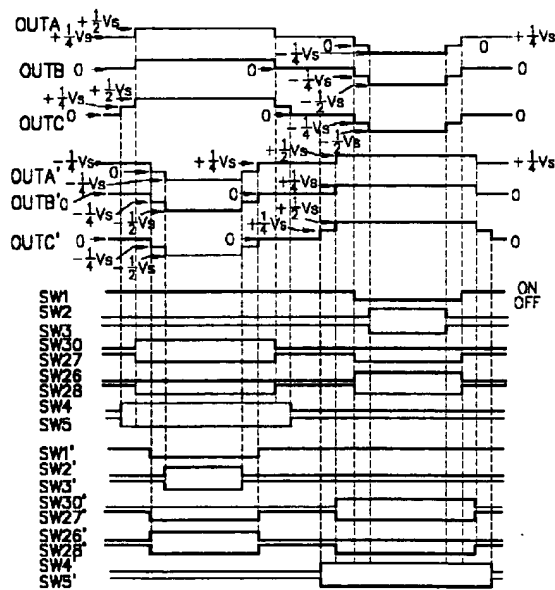 OUTA +1/2Vs
+1/4Vs 0 +1/4Vs
-1/4Vs 0
OUTB 0 0 0
-1/4Vs
+1/4Vs +1/2Vs -1/2Vs
OUTC 0 0 0
-1/4Vs
-1/2Vs
-1/4Vs 0 +1/4Vs +1/2Vs +1/4Vs
OUTA' -1/4Vs 0
OUTB' 0 0 +1/4Vs 0
-1/4Vs +1/2Vs
-1/2Vs
OUTC' 0 0 +1/4Vs 0
-1/4Vs
-1/2Vs
SW1 ON
OFF
SW2
SW3
SW30
SW27
SW26
SW28
SW4
SW5
SW1'
SW2'
SW3'
SW30'
SW27'
SW26'
SW28'
SW4'
SW5'